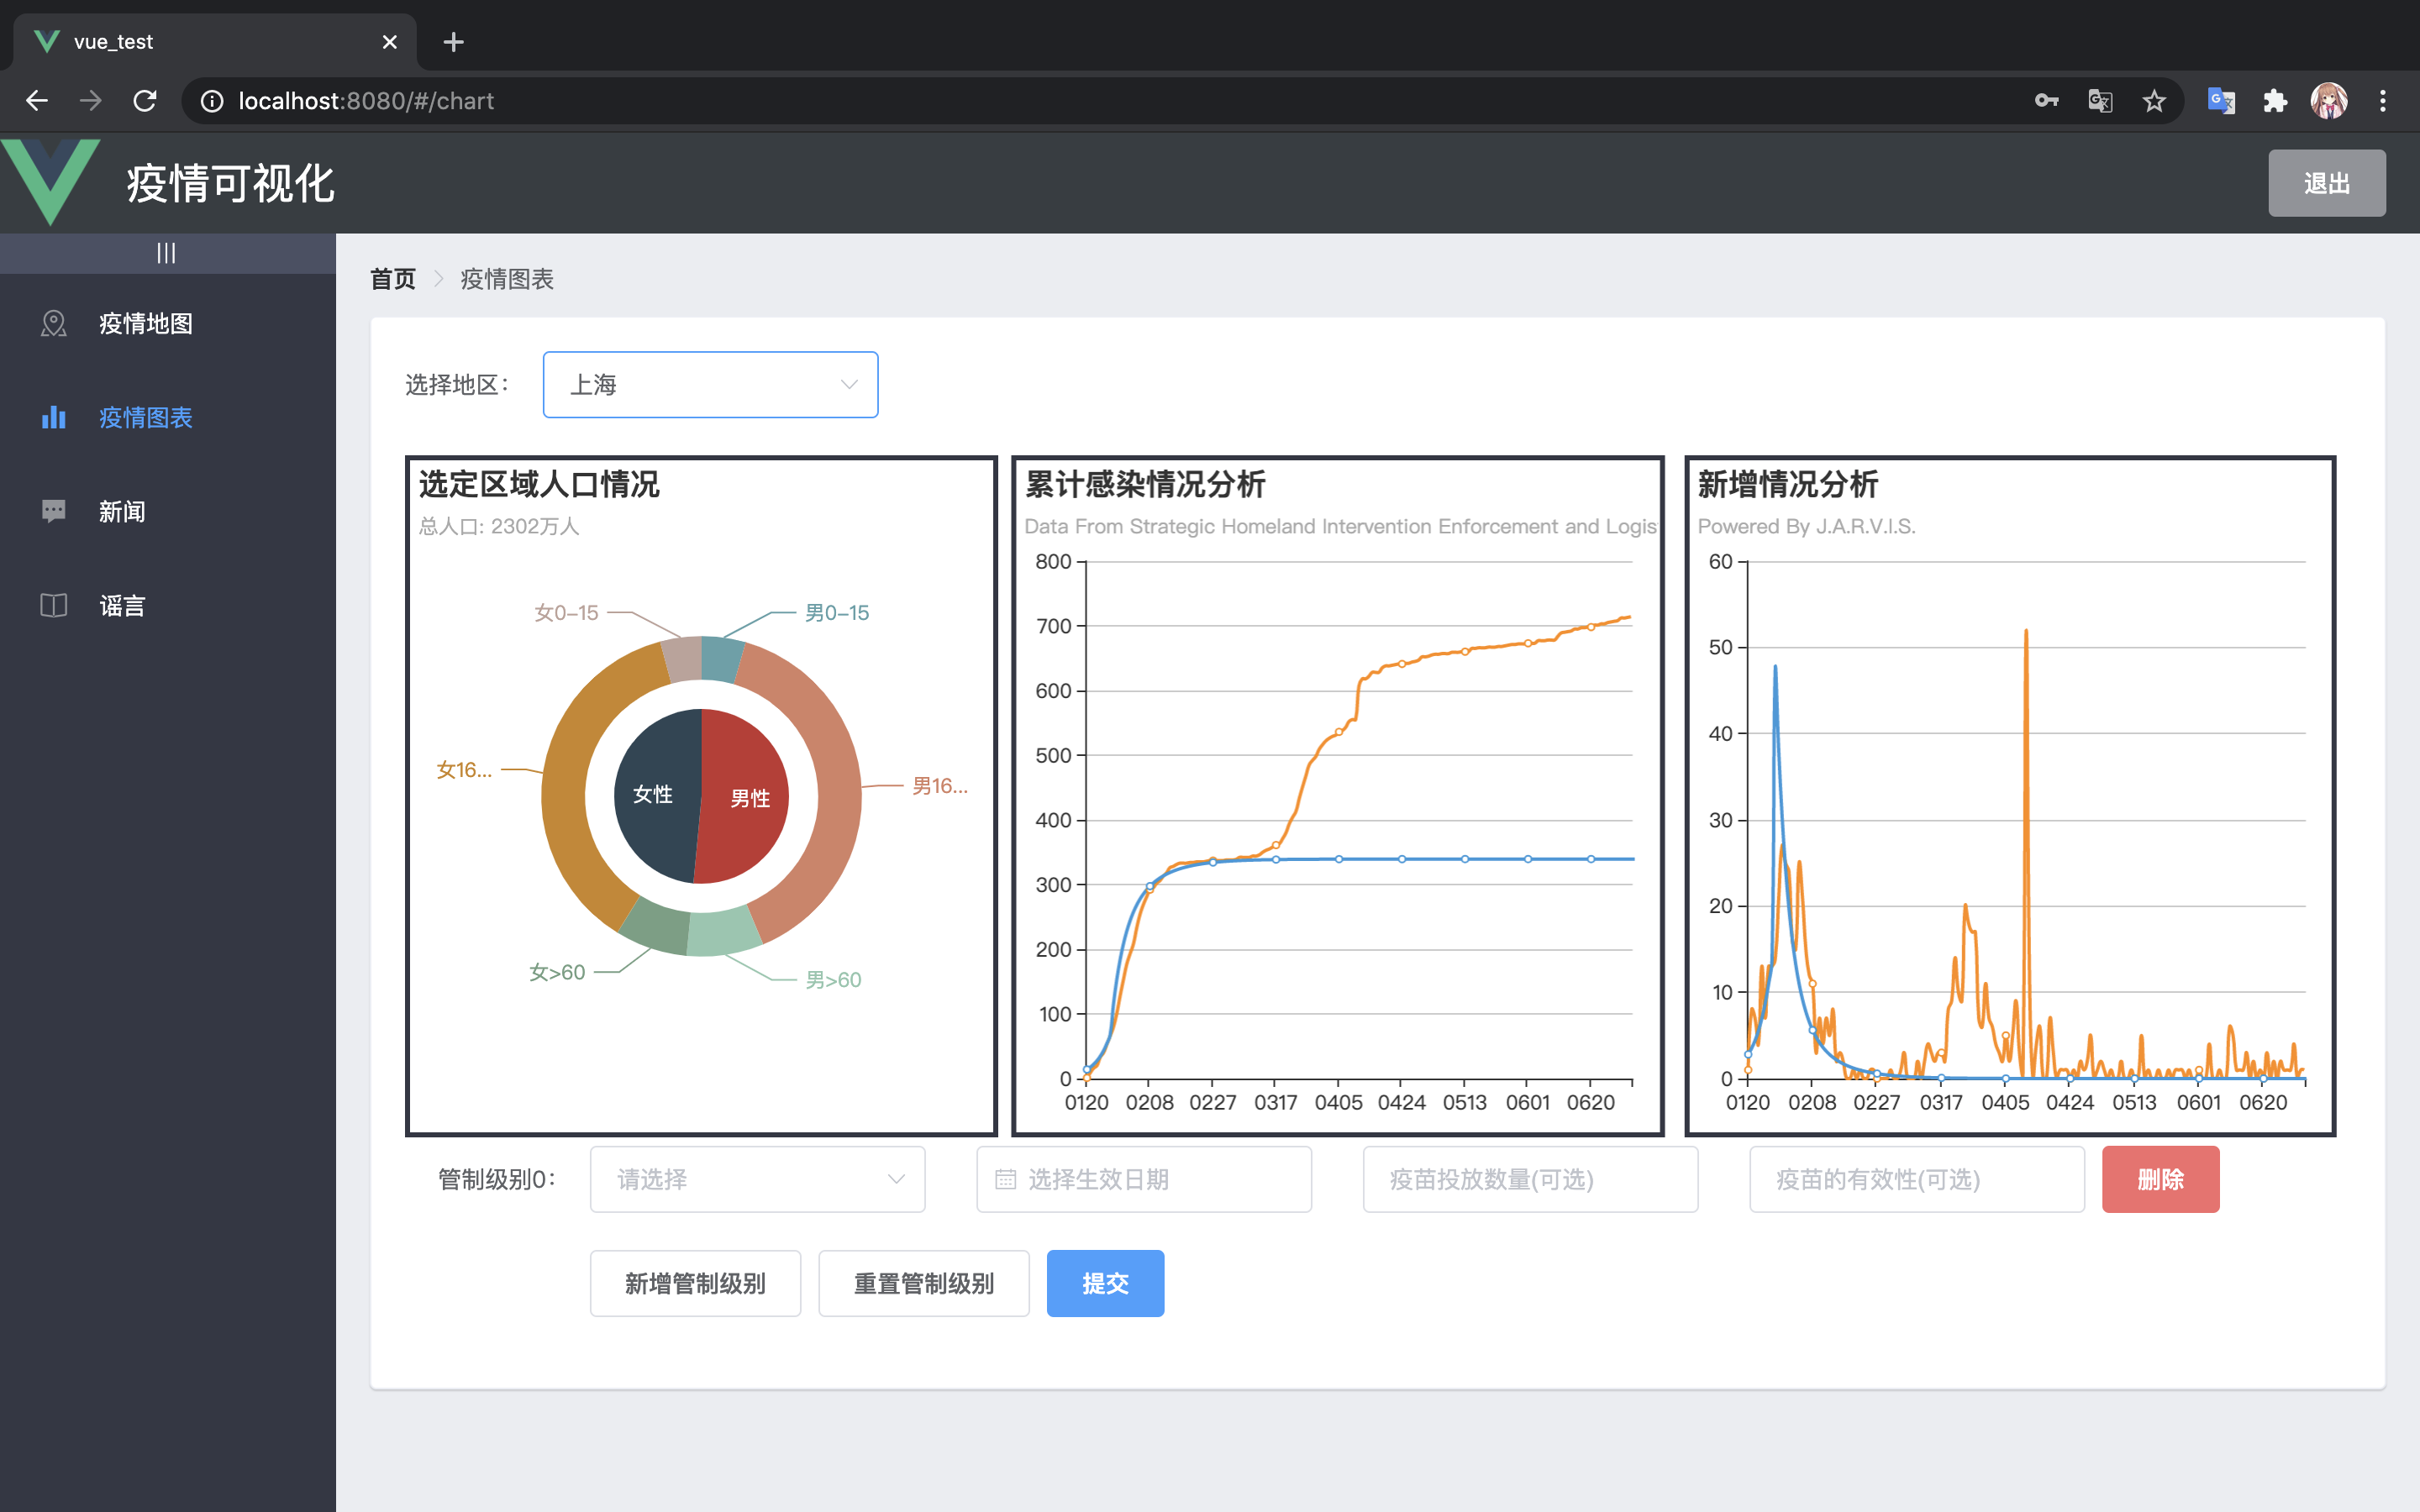 vue_test
localhost:8080/#/chart
疫情可视化
退出
首页
疫情图表
疫情地图
疫情图表
新闻
谣言
选择地区：
上海
选定区域人口情况
总人口: 2302万人
女0-15
男0-15
女16...
男16...
女性
男性
女>60
男>60
累计感染情况分析
Data From Strategic Homeland Intervention Enforcement and Logis
800
700
600
500
400
300
200
100
0
0120 0208 0227 0317 0405 0424 0513 0601 0620
新增情况分析
Powered By J.A.R.V.I.S.
60
50
40
30
20
10
0
0120 0208 0227 0317 0405 0424 0513 0601 0620
管制级别0：
请选择
选择生效日期
疫苗投放数量(可选)
疫苗的有效性(可选)
删除
新增管制级别
重置管制级别
提交